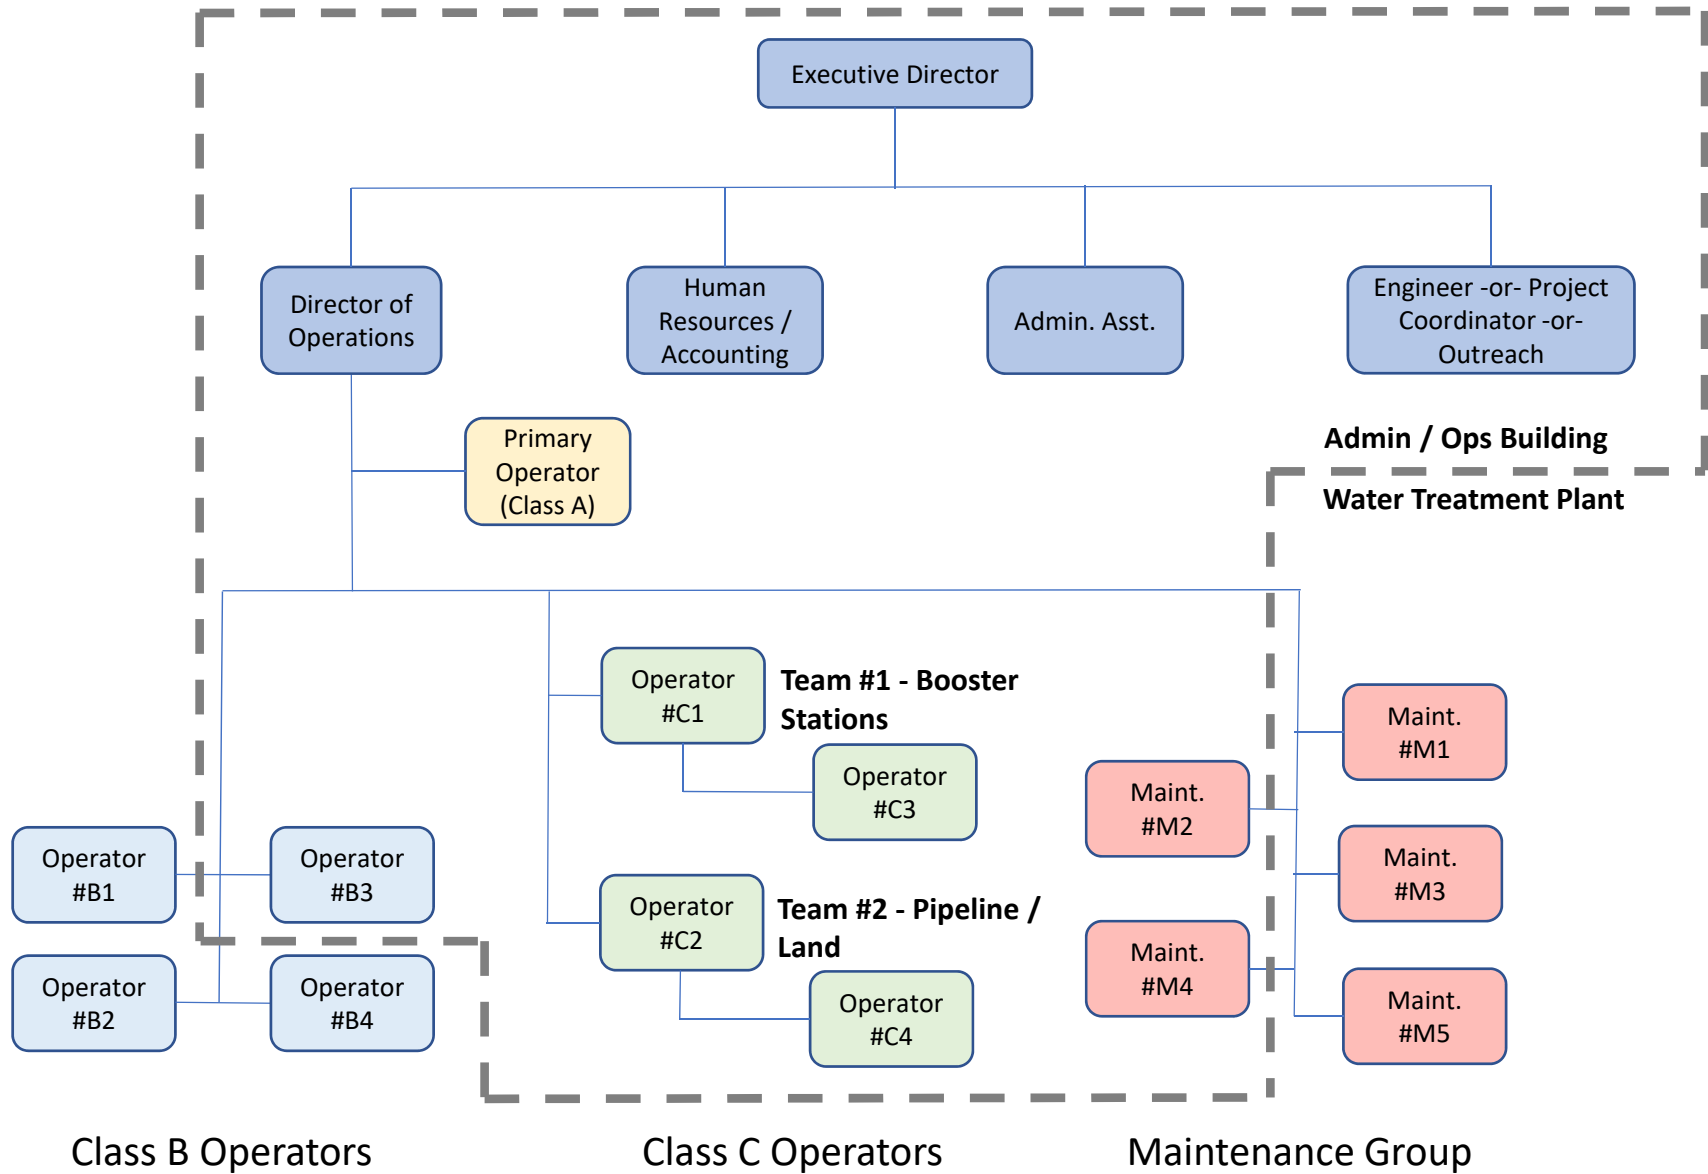 Executive Director
Director of
Operations
Human
Resources /
Accounting
Admin. Asst.
Engineer -or- Project
Coordinator -or-
Outreach
Primary
Operator
(Class A)
Admin / Ops Building
Water Treatment Plant
Operator
#C1
Team #1 - Booster
Stations
Operator
#C3
Operator
#C2
Team #2 - Pipeline /
Land
Operator
#C4
Operator
#B1
Operator
#B3
Operator
#B2
Operator
#B4
Maint.
#M1
Maint.
#M2
Maint.
#M3
Maint.
#M4
Maint.
#M5
Class B Operators
Class C Operators
Maintenance Group